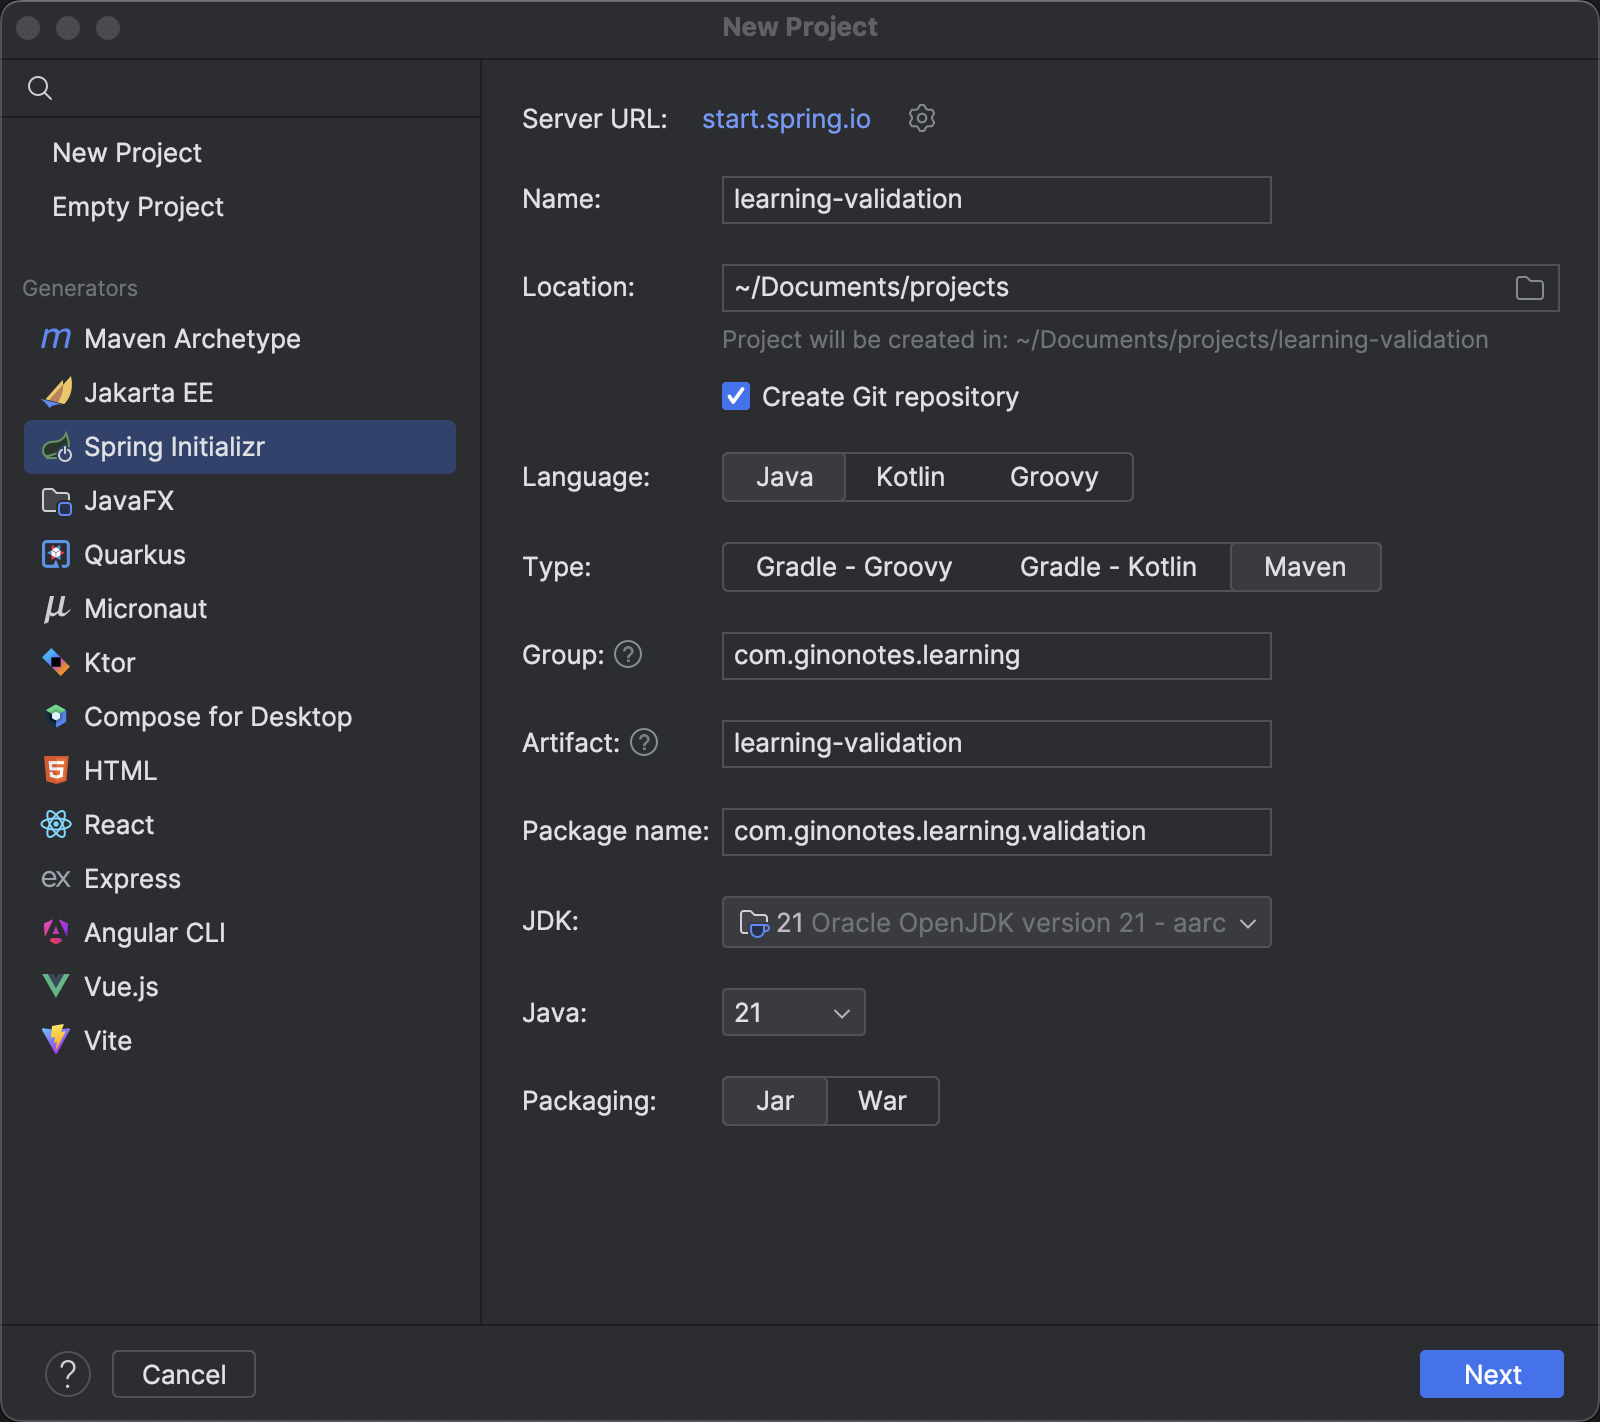 New Project
New Project
Empty Project
Generators
m Maven Archetype
Jakarta EE
Spring Initializr
JavaFX
Quarkus
μ Micronaut
Ktor
Compose for Desktop
5 HTML
React
ex Express
A Angular CLI
Vue.js
Vite
Server URL: start.spring.io
Name: learning-validation
Location: ~/Documents/projects
Project will be created in: ~/Documents/projects/learning-validation
Create Git repository
Language: Java Kotlin Groovy
Type: Gradle - Groovy Gradle - Kotlin Maven
Group: ? com.ginonotes.learning
Artifact: ? learning-validation
Package name: com.ginonotes.learning.validation
JDK: 21 Oracle OpenJDK version 21 - aarc
Java: 21
Packaging: Jar War
? Cancel Next